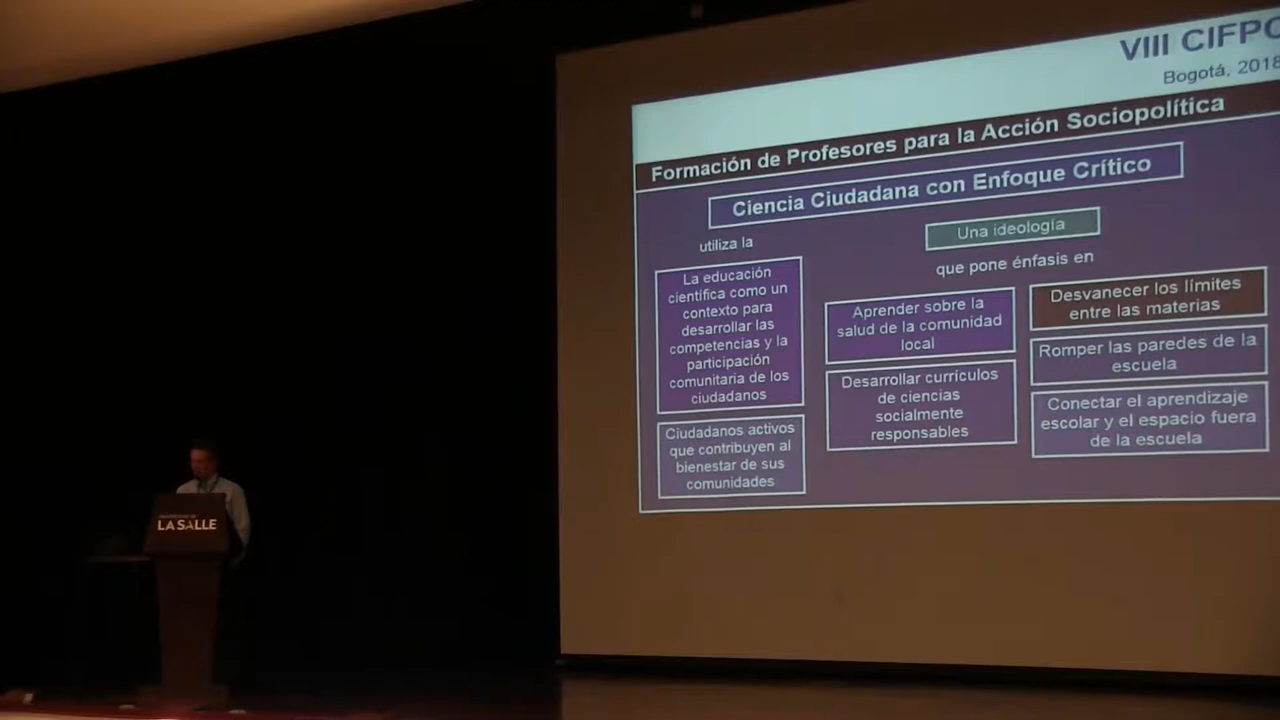 VIII CIFPC
Bogotá, 2018
Formación de Profesores para la Acción Sociopolítica
Ciencia Ciudadana con Enfoque Crítico
utiliza la
La educación
científica como un
contexto para
desarrollar las
competencias y la
participación
comunitaria de los
ciudadanos
Ciudadanos activos
que contribuyen al
bienestar de sus
comunidades
Una ideología
que pone énfasis en
Aprender sobre la
salud de la comunidad
local
Desarrollar currículos
de ciencias
socialmente
responsables
Desvanecer los límites
entre las materias
Romper las paredes de la
escuela
Conectar el aprendizaje
escolar y el espacio fuera
de la escuela
LA SALLE